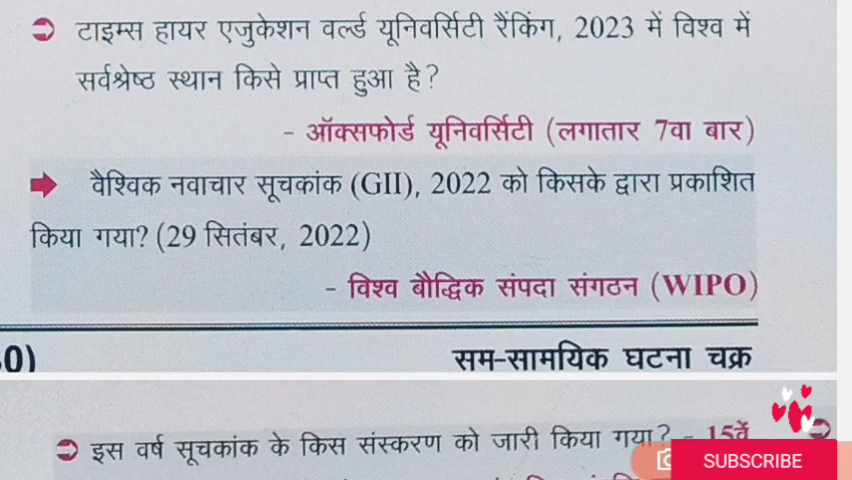 टाइम्स हायर एजुकेशन वर्ल्ड यूनिवर्सिटी रैंकिंग, 2023 में विश्व में
सर्वश्रेष्ठ स्थान किसे प्राप्त हुआ है?
- ऑक्सफोर्ड यूनिवर्सिटी (लगातार 7वा बार)
वैश्विक नवाचार सूचकांक (GII), 2022 को किसके द्वारा प्रकाशित
किया गया? (29 सितंबर, 2022)
- विश्व बौद्धिक संपदा संगठन (WIPO)
0) सम-सामयिक घटना चक्र
इस वर्ष सूचकांक के किस संस्करण को जारी किया गया? - 15वें
SUBSCRIBE